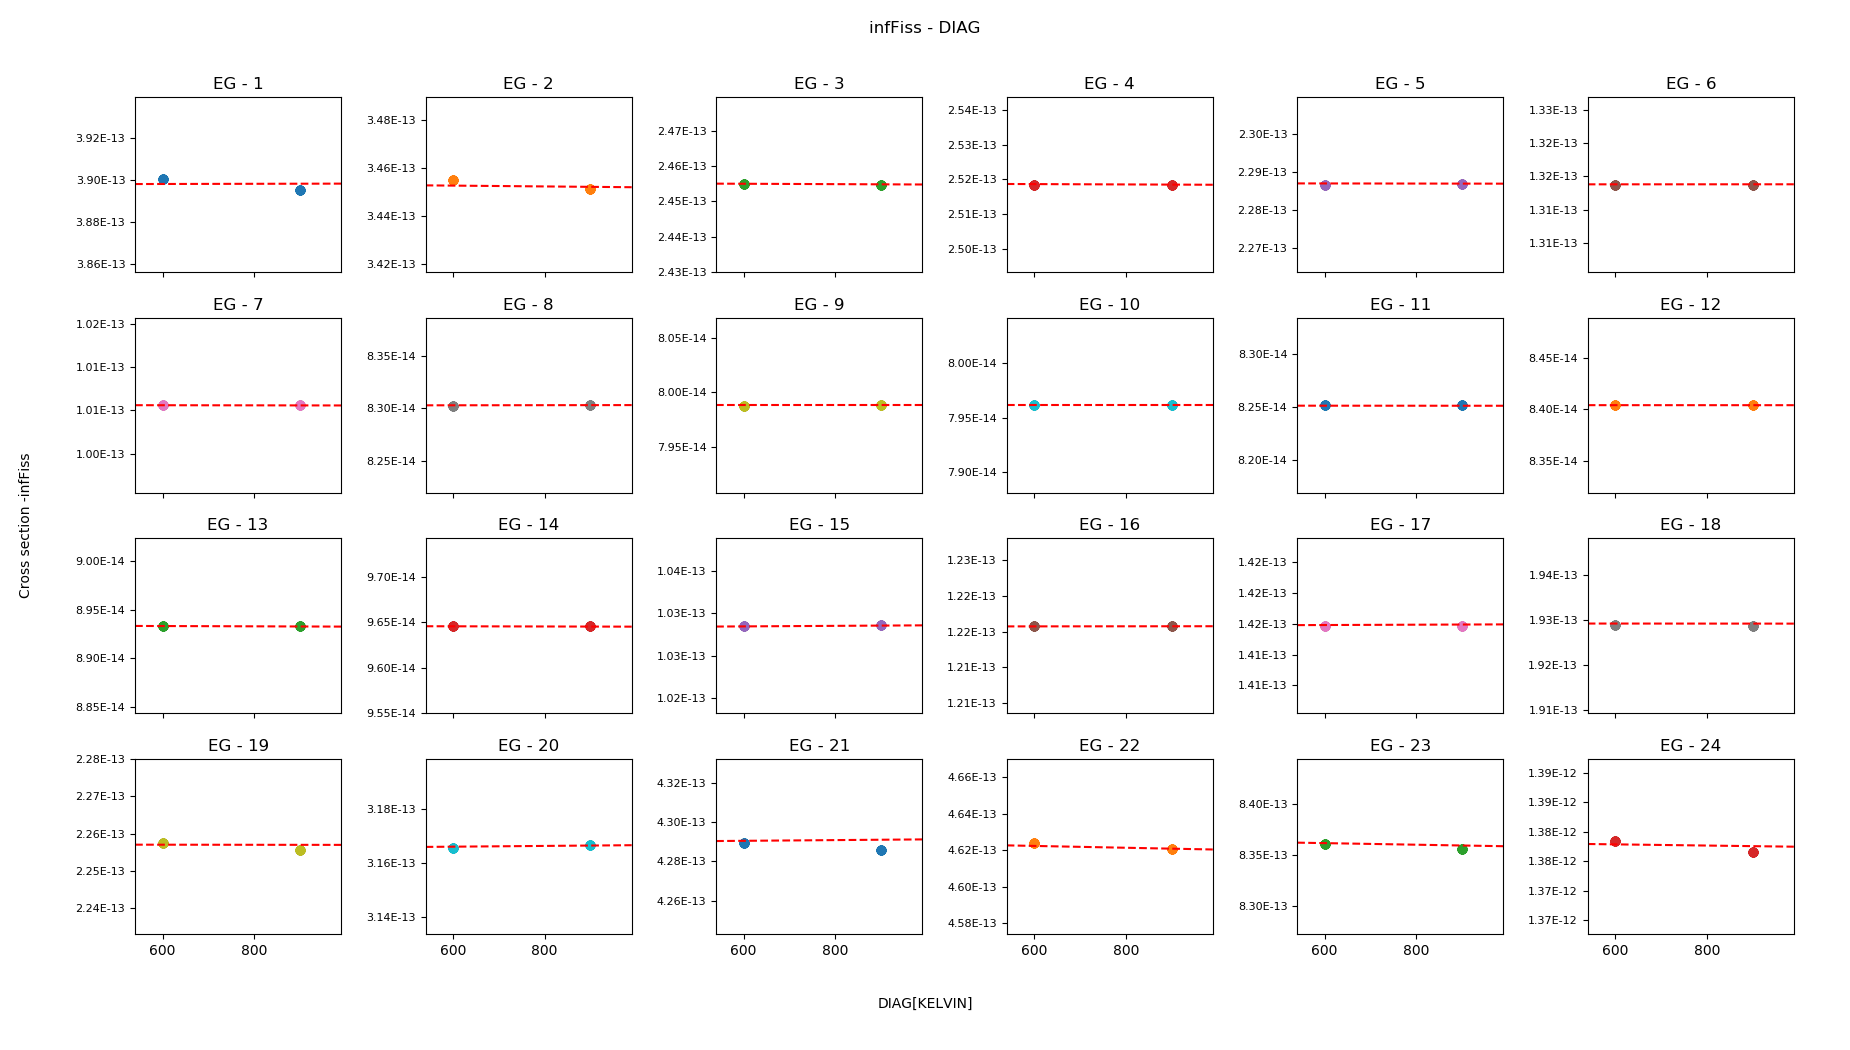 infFiss - DIAG
EG - 1
3.92E-13
3.90E-13
3.88E-13
3.86E-13
EG - 2
3.48E-13
3.46E-13
3.44E-13
3.42E-13
EG - 3
2.47E-13
2.46E-13
2.45E-13
2.44E-13
2.43E-13
EG - 4
2.54E-13
2.53E-13
2.52E-13
2.51E-13
2.50E-13
EG - 5
2.30E-13
2.29E-13
2.28E-13
2.27E-13
EG - 6
1.33E-13
1.32E-13
1.32E-13
1.31E-13
1.31E-13
EG - 7
1.02E-13
1.01E-13
1.01E-13
1.00E-13
EG - 8
8.35E-14
8.30E-14
8.25E-14
EG - 9
8.05E-14
8.00E-14
7.95E-14
EG - 10
8.00E-14
7.95E-14
7.90E-14
EG - 11
8.30E-14
8.25E-14
8.20E-14
EG - 12
8.45E-14
8.40E-14
8.35E-14
EG - 13
9.00E-14
8.95E-14
8.90E-14
8.85E-14
EG - 14
9.70E-14
9.65E-14
9.60E-14
9.55E-14
EG - 15
1.04E-13
1.03E-13
1.03E-13
1.02E-13
EG - 16
1.23E-13
1.22E-13
1.22E-13
1.21E-13
1.21E-13
EG - 17
1.42E-13
1.42E-13
1.42E-13
1.41E-13
1.41E-13
EG - 18
1.94E-13
1.93E-13
1.92E-13
1.91E-13
EG - 19
2.28E-13
2.27E-13
2.26E-13
2.25E-13
2.24E-13
600 800
EG - 20
3.18E-13
3.16E-13
3.14E-13
600 800
EG - 21
4.32E-13
4.30E-13
4.28E-13
4.26E-13
600 800
EG - 22
4.66E-13
4.64E-13
4.62E-13
4.60E-13
4.58E-13
600 800
EG - 23
8.40E-13
8.35E-13
8.30E-13
600 800
EG - 24
1.39E-12
1.39E-12
1.38E-12
1.38E-12
1.37E-12
1.37E-12
600 800
Cross section -infFiss
DIAG[KELVIN]